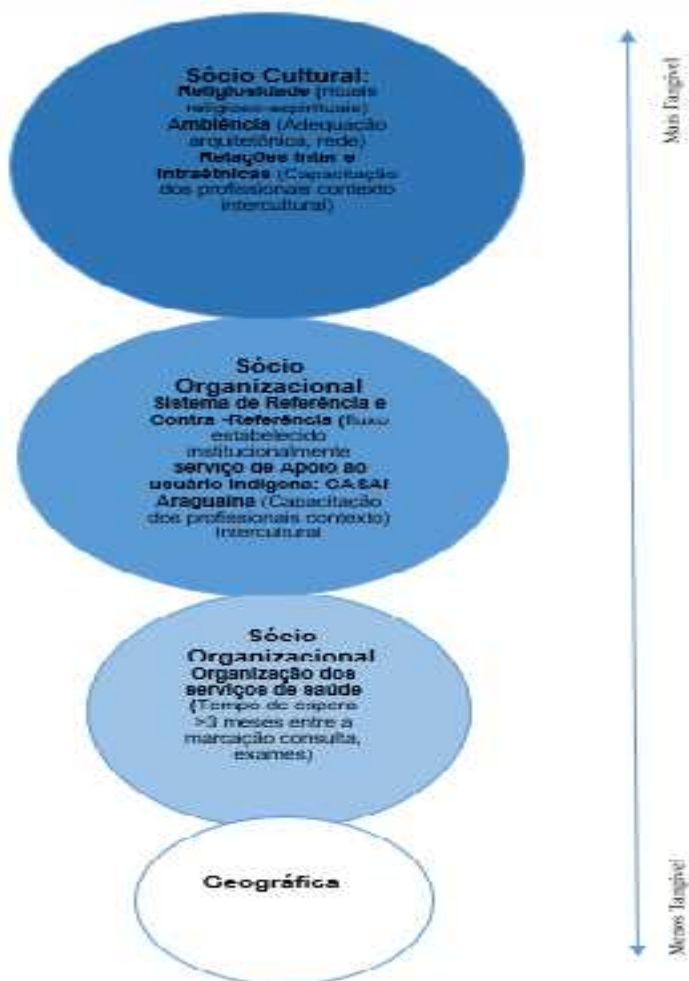 Sócio Cultural:
Religiusidade (rituais
religioso-espirituais)
Ambiência (Adequação
arquitetônica, rede)
Relações Inter e
Intraétnicas (Capacitação
dos profissionais contexto
intercultural)
Sócio
Organizacional
Sistema de Referência e
Contra -Referência (fluxo
estabelecido
institucionalmente
Serviço de Apoio ao
usuário Indígena: CASAI
Araguaina (Capacitação
dos profissionais contexto)
Intercultural
Sócio
Organizacional
Organização dos
serviços de saúde
(Tempo de espera
>3 meses entre a
marcação consulta,
exames)
Geográfica
Mais Tangível
Menos Tangível